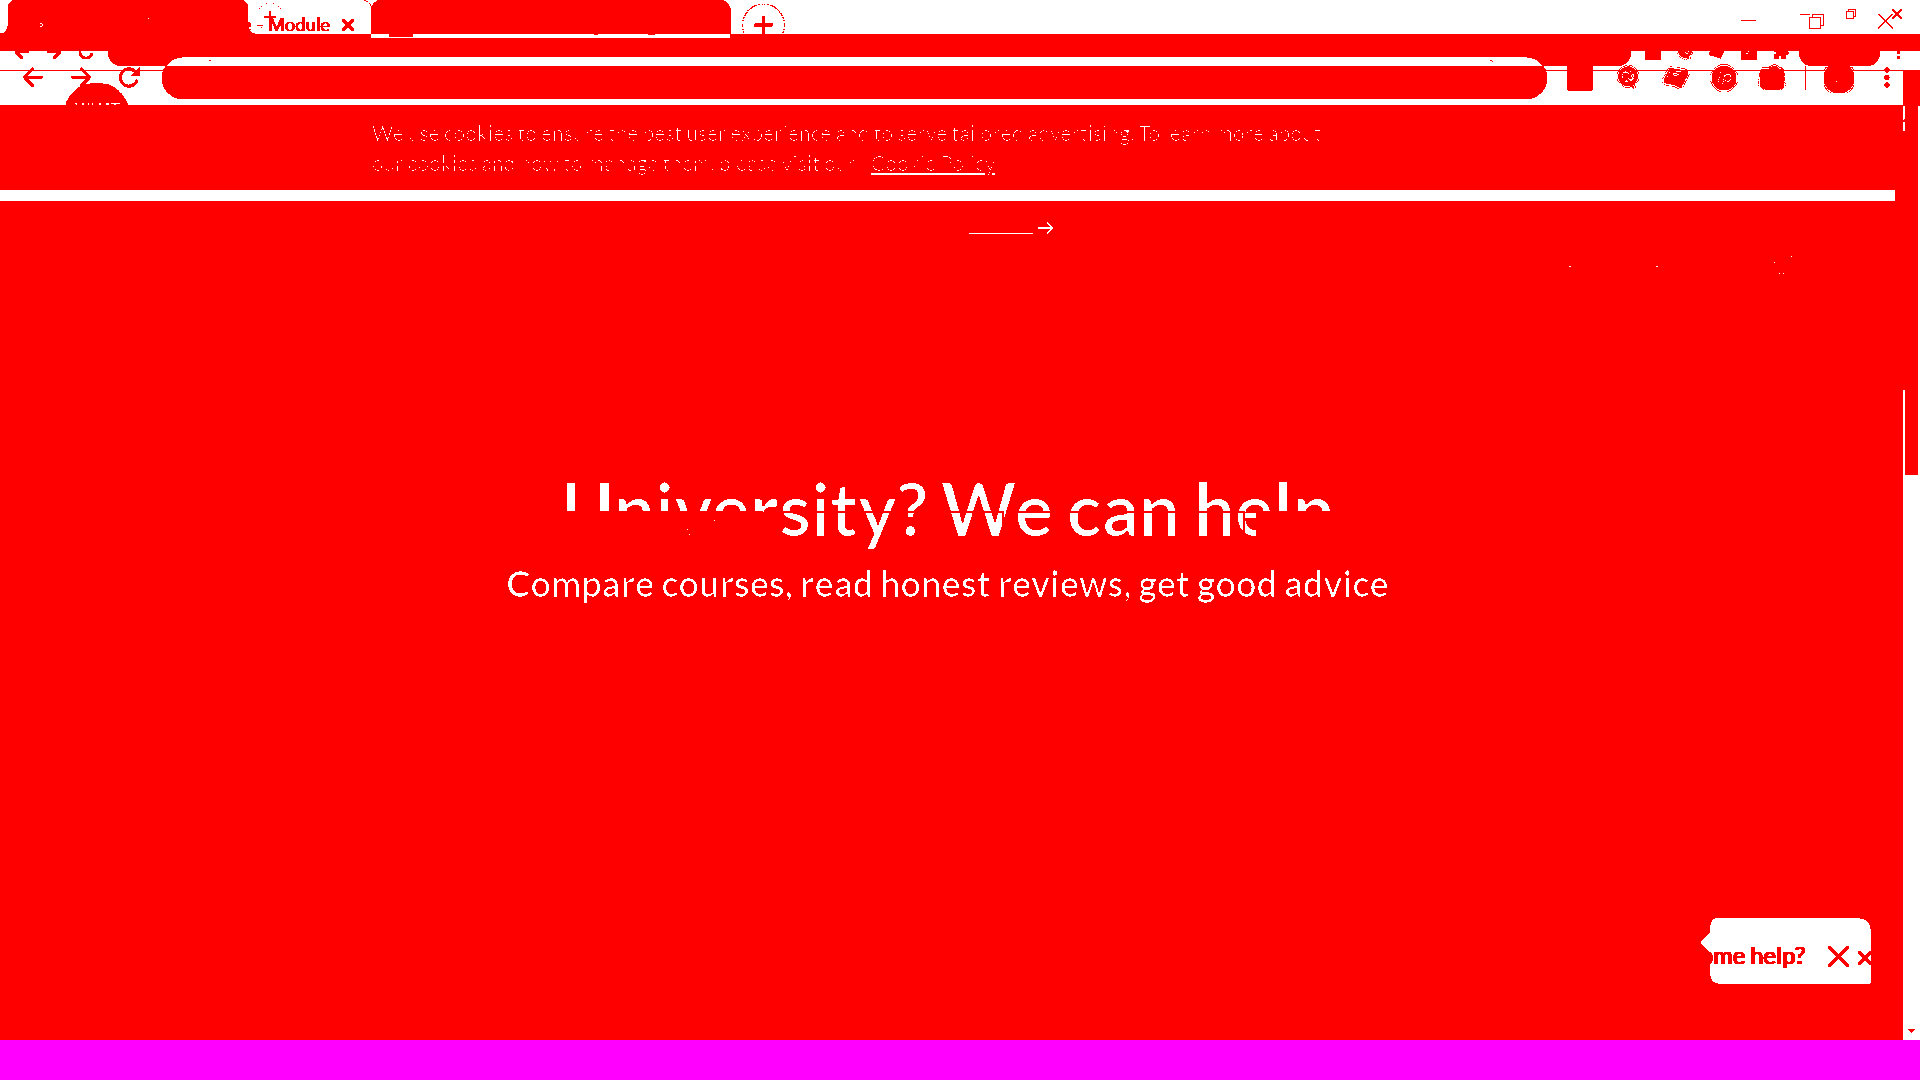 - Module
WHAT
We use cookies to ensure the best user experience and to serve tailored advertising. To learn more about
our cookies and how to manage them please visit our Cookie Policy
University? We can help
Compare courses, read honest reviews, get good advice
ome help?